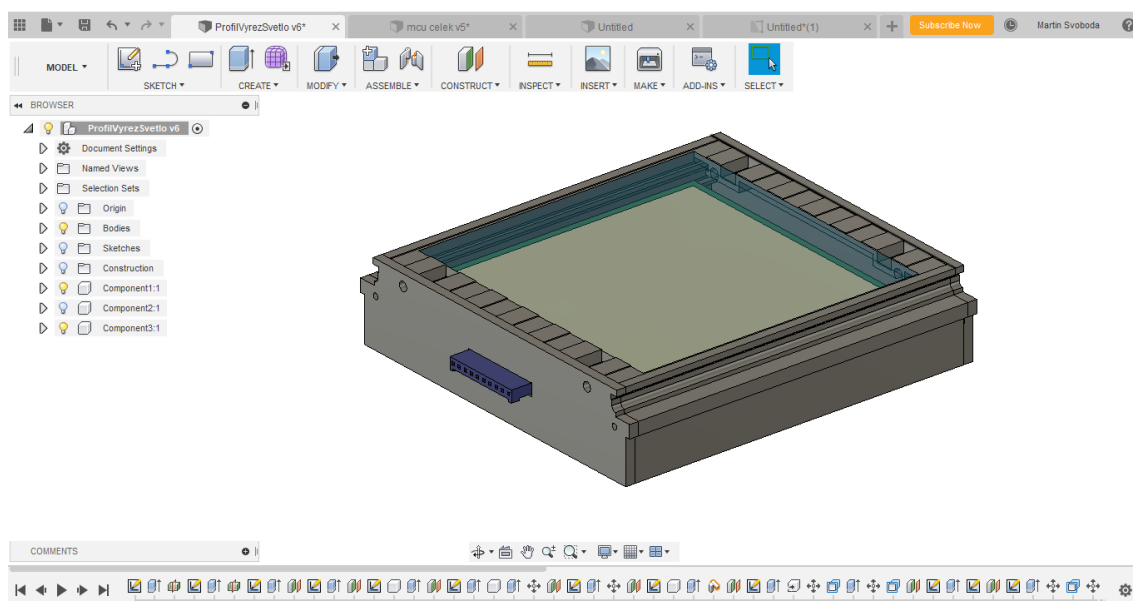 ProfilVyrezSvetlo v6*
mcu celek v5*
Untitled
Untitled*(1)
Subscribe Now
Martin Svoboda
MODEL
SKETCH
CREATE
MODIFY
ASSEMBLE
CONSTRUCT
INSPECT
INSERT
MAKE
ADD-INS
SELECT
BROWSER
ProfilVyrezSvetlo v6
Document Settings
Named Views
Selection Sets
Origin
Bodies
Sketches
Construction
Component1:1
Component2:1
Component3:1
COMMENTS